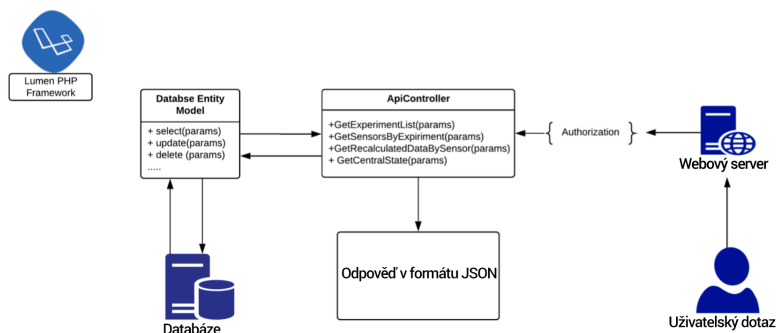 Lumen PHP
Framework
Databse Entity
Model
+ select(params)
+ update(params)
+ delete (params)
.....
ApiController
+GetExperimentList(params)
+GetSensorsByExpiriment(params)
+GetRecalculatedDataBySensor(params)
+ GetCentralState(params)
{ Authorization }
Webový server
Odpověď v formátu JSON
Databáze
Uživatelský dotaz